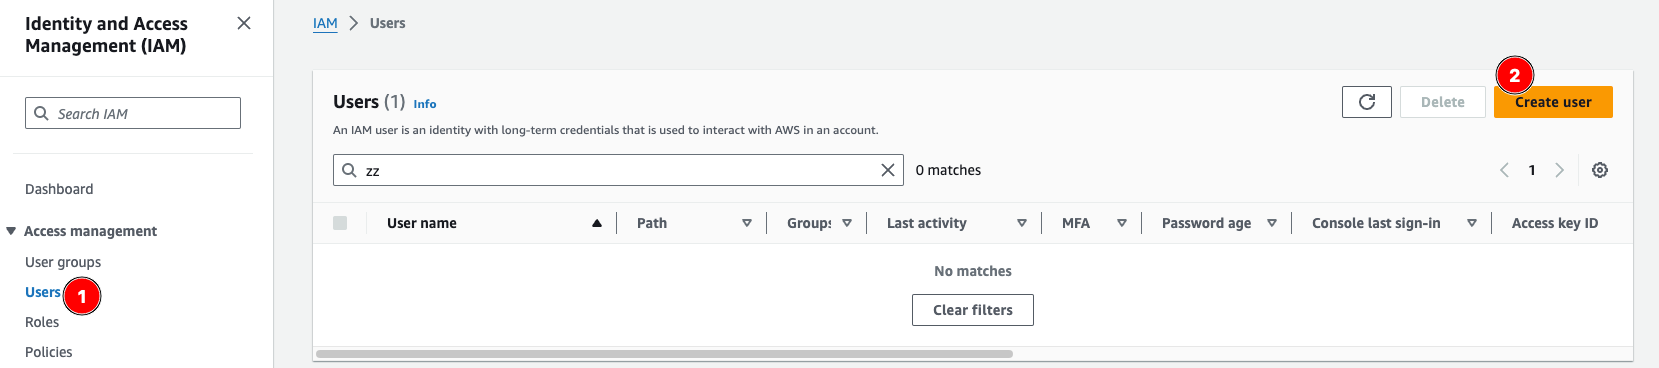 Identity and Access
Management (IAM)
Search IAM
Dashboard
Access management
User groups
Users
1
Roles
Policies
IAM > Users
Users (1) Info
An IAM user is an identity with long-term credentials that is used to interact with AWS in an account.
Delete
Create user
2
zz
0 matches
1
User name
Path
Groups
Last activity
MFA
Password age
Console last sign-in
Access key ID
No matches
Clear filters